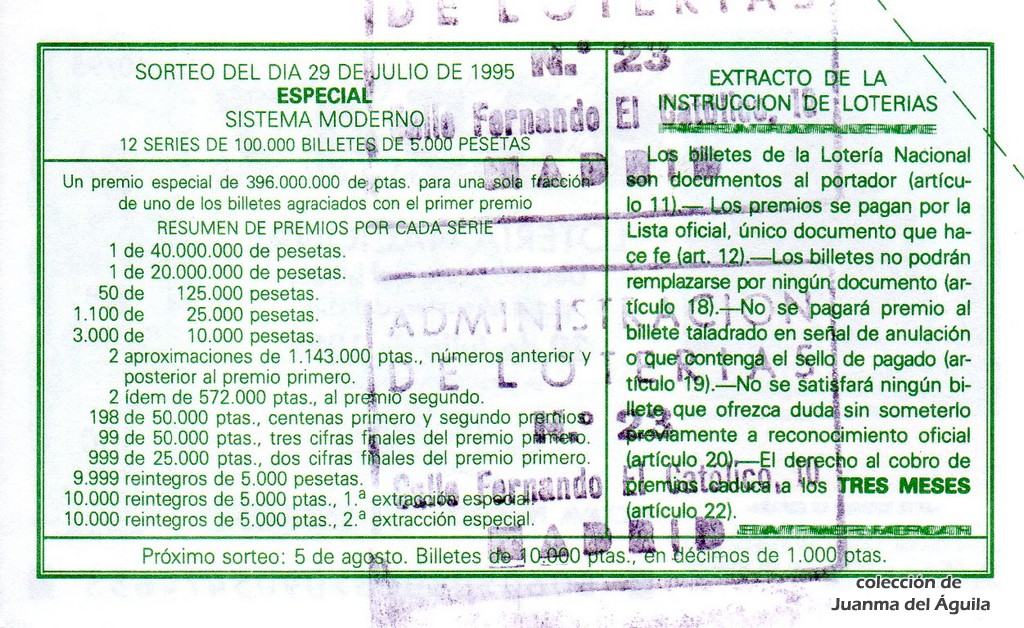 DE LOTERIAS
N.º 23
Calle Fernando El Catolico, 10
MADRID
SORTEO DEL DIA 29 DE JULIO DE 1995
ESPECIAL
SISTEMA MODERNO
12 SERIES DE 100.000 BILLETES DE 5.000 PESETAS
Un premio especial de 396.000.000 de ptas. para una sola fracción
de uno de los billetes agraciados con el primer premio
RESUMEN DE PREMIOS POR CADA SERIE
1 de 40.000.000 de pesetas.
1 de 20.000.000 de pesetas.
50 de 125.000 pesetas.
1.100 de 25.000 pesetas.
3.000 de 10.000 pesetas.
2 aproximaciones de 1.143.000 ptas., números anterior y
posterior al premio primero.
2 ídem de 572.000 ptas., al premio segundo.
198 de 50.000 ptas., centenas primero y segundo premios.
99 de 50.000 ptas., tres cifras finales del premio primero.
999 de 25.000 ptas., dos cifras finales del premio primero.
9.999 reintegros de 5.000 pesetas.
10.000 reintegros de 5.000 ptas., 1.ª extracción especial.
10.000 reintegros de 5.000 ptas., 2.ª extracción especial.
EXTRACTO DE LA
INSTRUCCION DE LOTERIAS
Los billetes de la Lotería Nacional
son documentos al portador (artícu-
lo 11).— Los premios se pagan por la
Lista oficial, único documento que ha-
ce fe (art. 12).—Los billetes no podrán
remplazarse por ningún documento (ar-
tículo 18).—No se pagará premio al
billete taladrado en señal de anulación
o que contenga el sello de pagado (ar-
tículo 19).—No se satisfará ningún bi-
llete que ofrezca duda sin someterlo
previamente a reconocimiento oficial
(artículo 20).—El derecho al cobro de
premios caduca a los TRES MESES
(artículo 22).
ADMINISTRACION
DE LOTERIAS
N.º 23
Calle Fernando El Catolico, 10
MADRID
Próximo sorteo: 5 de agosto. Billetes de 10.000 ptas., en décimos de 1.000 ptas.
colección de
Juanma del Águila